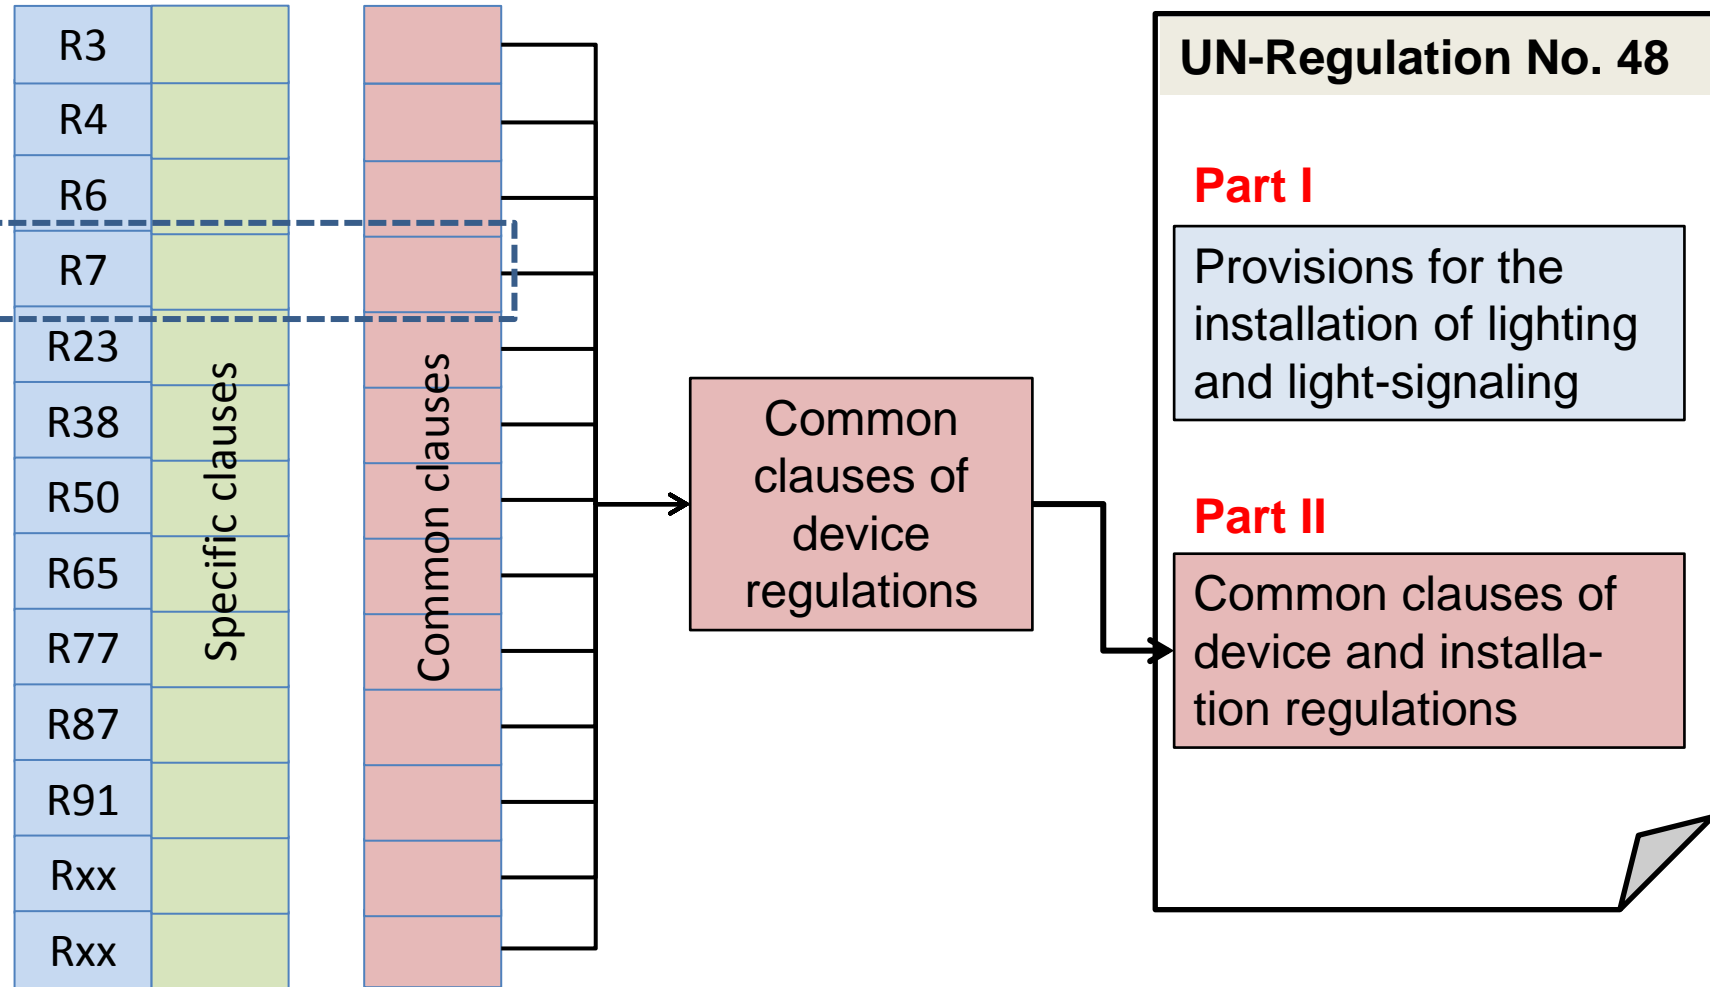 R3
R4
R6
R7
R23
R38
R50
R65
R77
R87
R91
Rxx
Rxx
Specific clauses
Common clauses
Common
clauses of
device
regulations
UN-Regulation No. 48
Part I
Provisions for the
installation of lighting
and light-signaling
Part II
Common clauses of
device and installa-
tion regulations